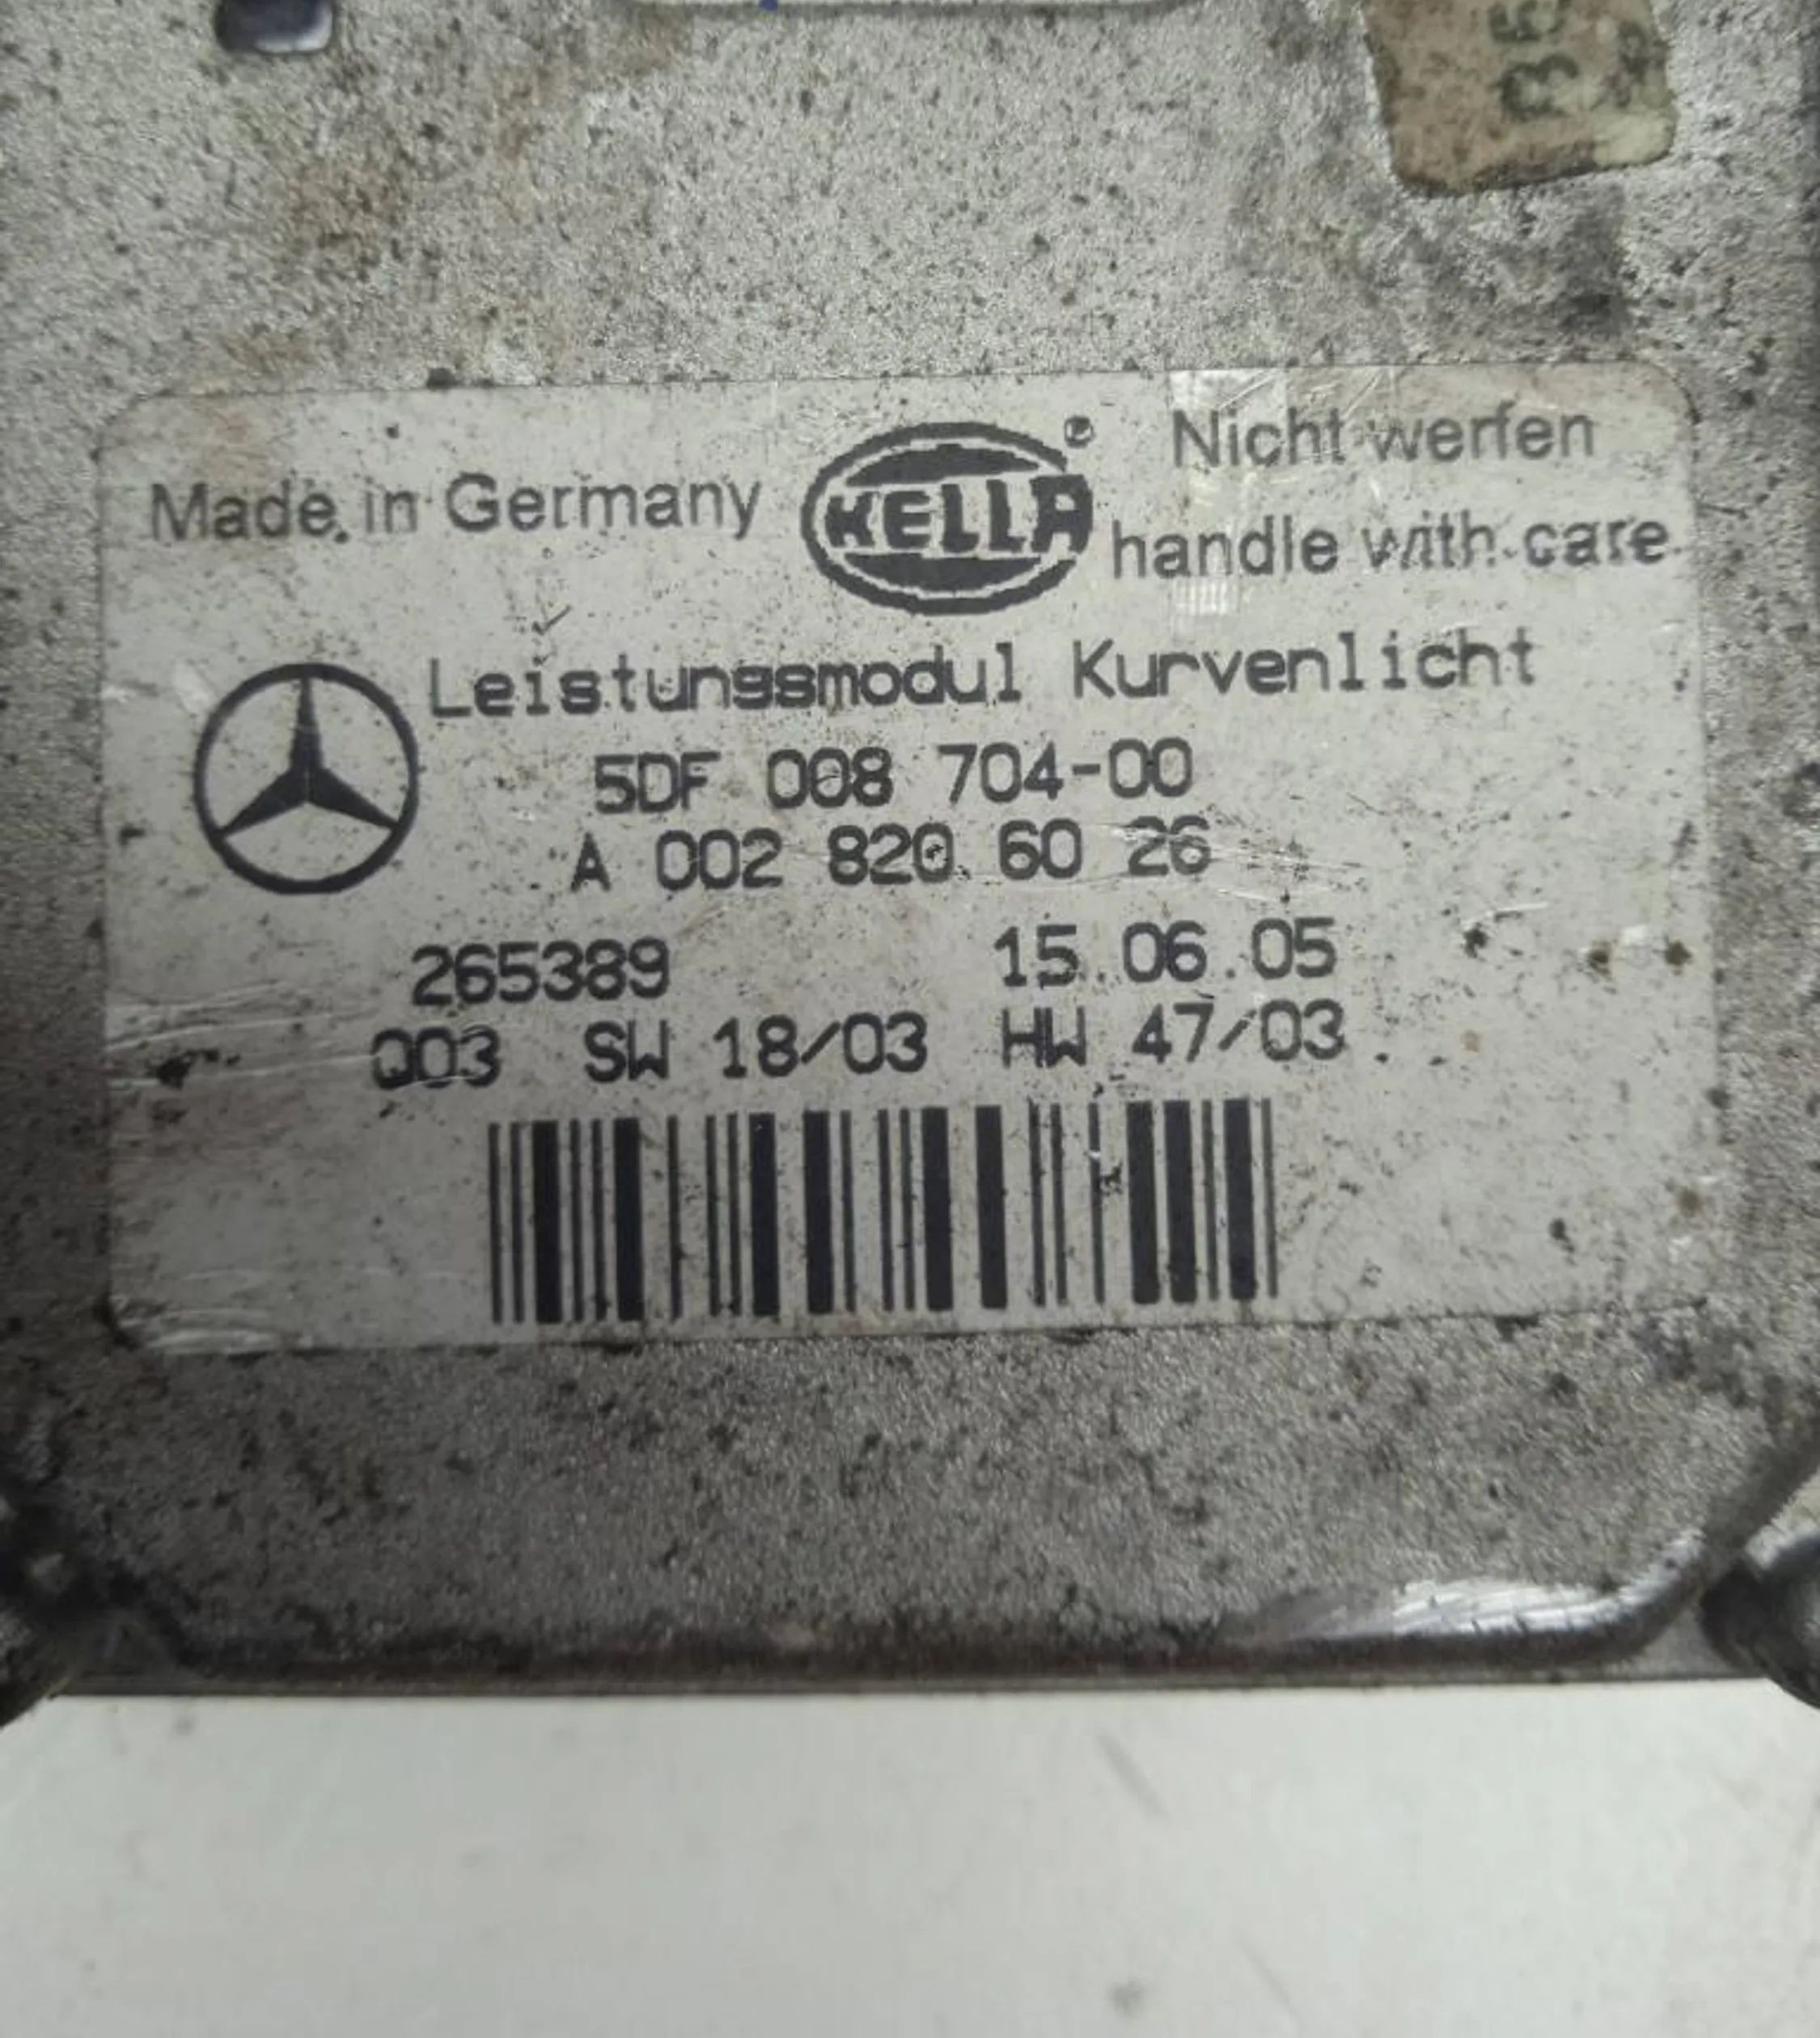 Made in Germany
HELLA
®
Nicht werfen
handle with care
Leistungsmodul Kurvenlicht
5DF 008 704-00
A 002 820 60 26
265389 15.06.05
Q03 SW 18/03 HW 47/03